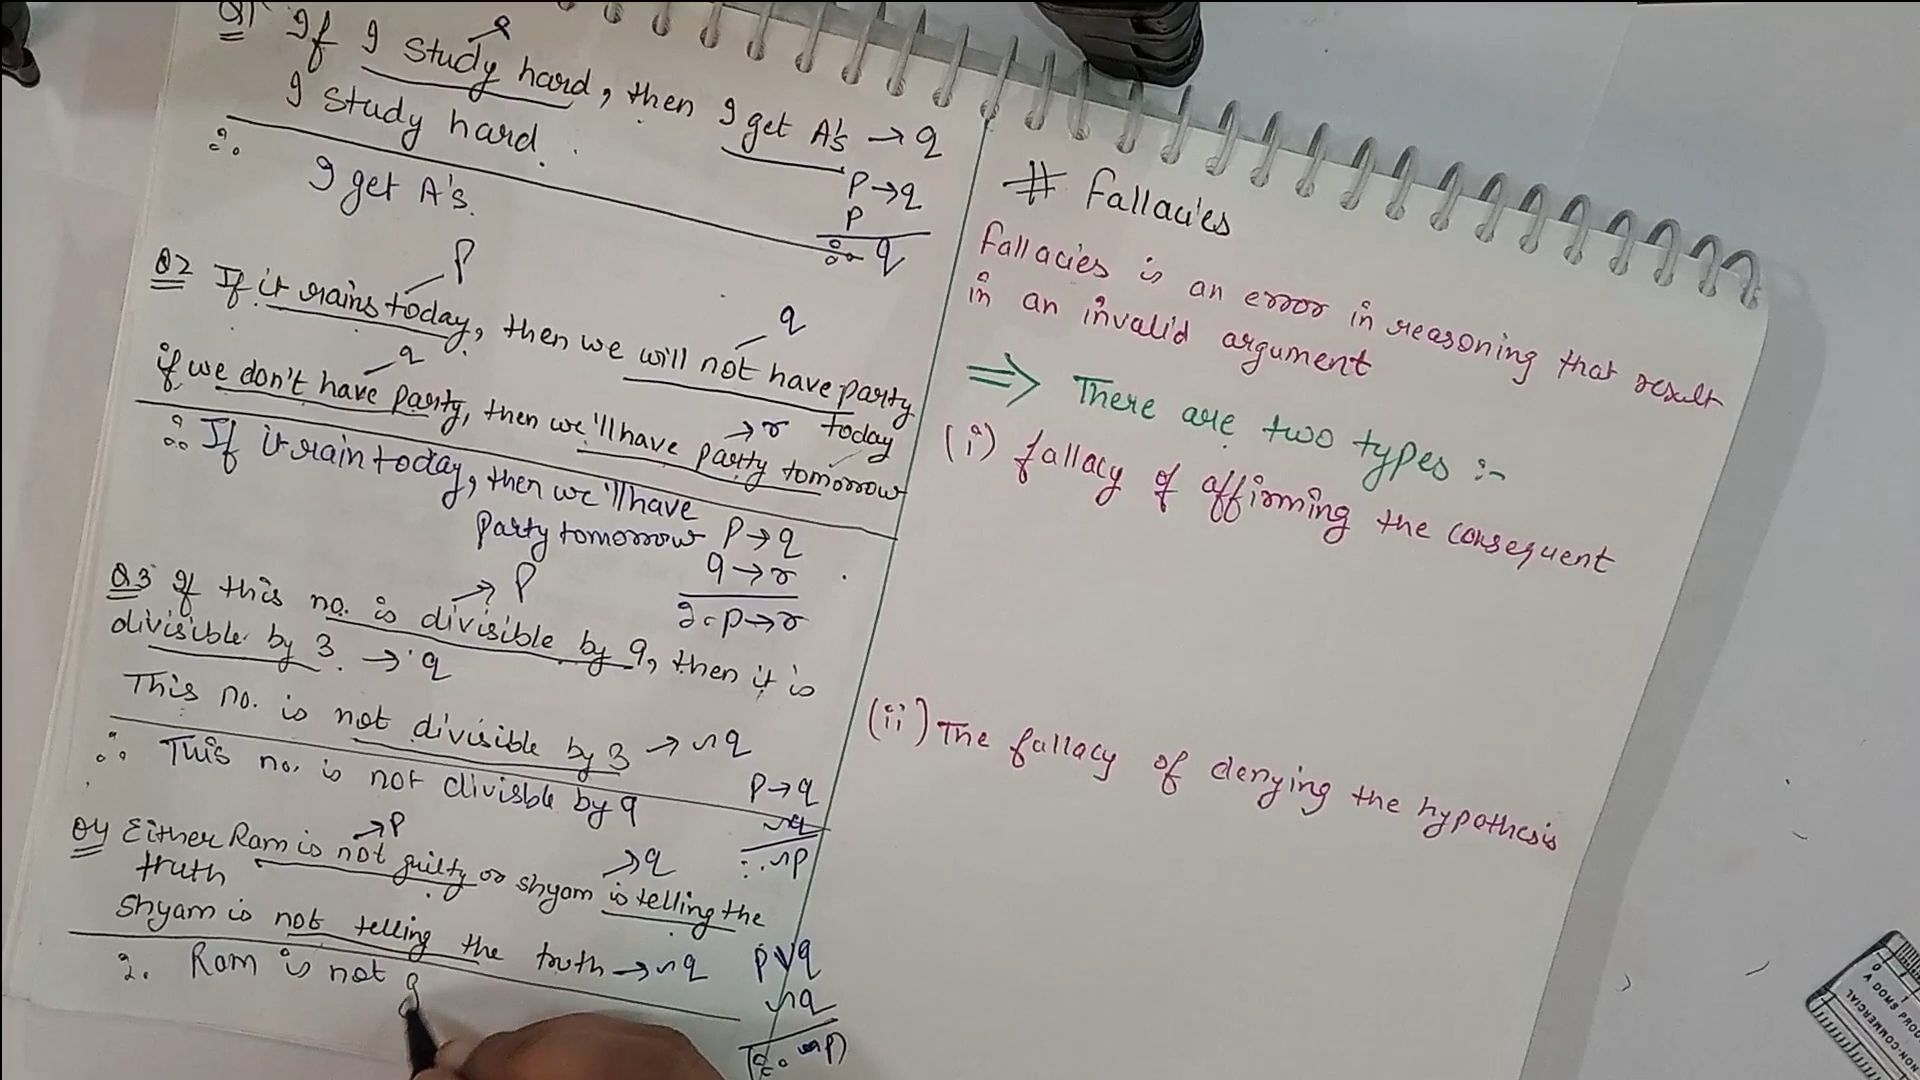 Q1 If I study hard, then I get A's → q
I study hard.
∴ I get A's.
p→q
p
∴ q
Q2 If it rains today, then we will not have party today
p
q
if we don't have party, then we'll have party tomorrow
q
→ r
∴ If it rain today, then we'll have
party tomorrow
p→q
q→r
∴ p→r
Q3 If this no. is divisible by 9, then it is
→ p
divisible by 3. → q
This no. is not divisible by 3 → ~q
∴ This no. is not divisble by 9
p→q
~q
∴ ~p
Q4 Either Ram is not guilty or shyam is telling the
→p
→q
truth
Shyam is not telling the truth → ~q
∴ Ram is not g
p∨q
~q
∴ ~p
# Fallacies
Fallacies is an error in reasoning that result
in an invalid argument
⇒ There are two types :-
(i) fallacy of affirming the consequent
(ii) The fallacy of denying the hypothesis
A DOMS PRO
NON-COMMERCIAL